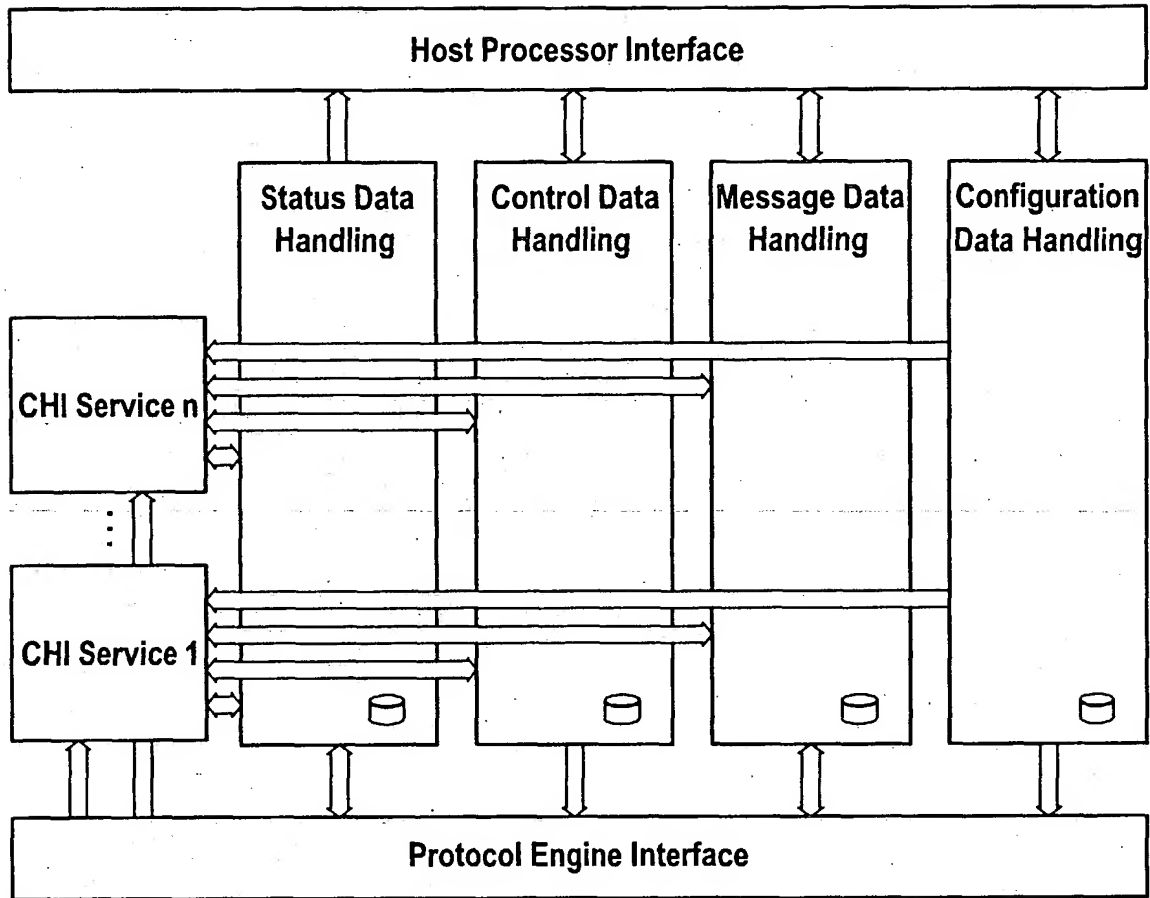 Host Processor Interface
Status Data
Handling
Control Data
Handling
Message Data
Handling
Configuration
Data Handling
CHI Service n
...
CHI Service 1
Protocol Engine Interface